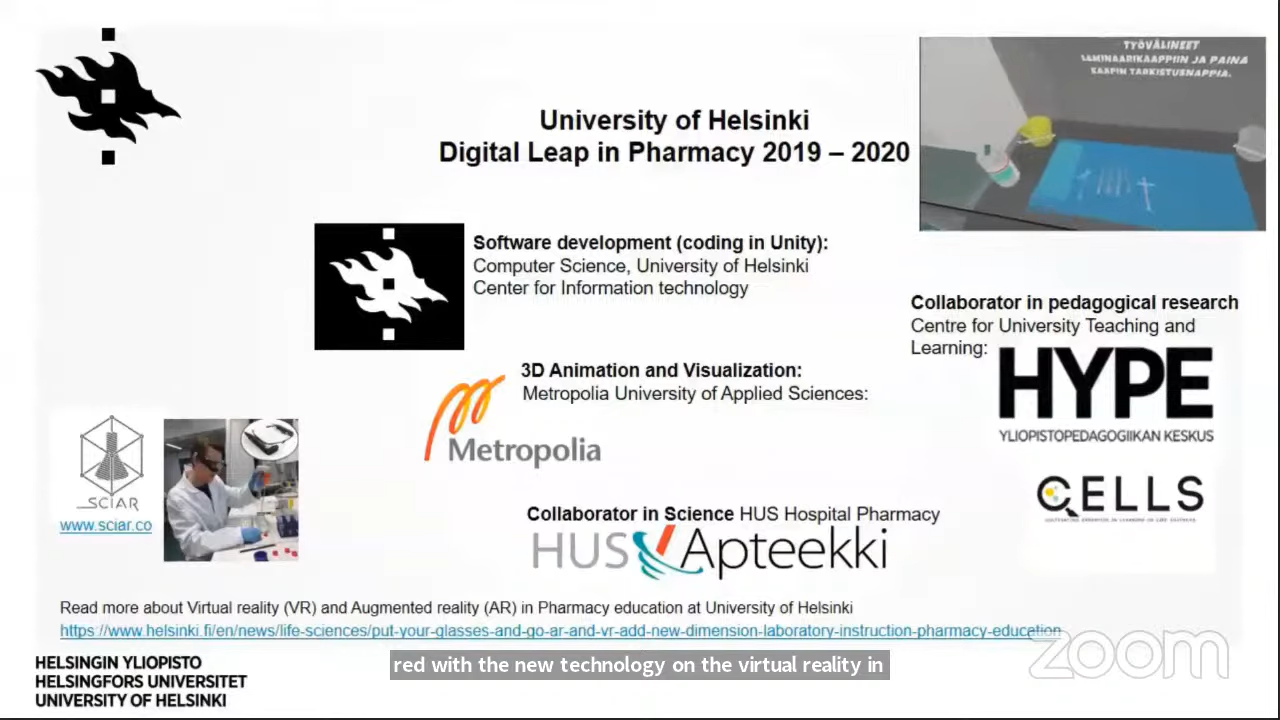 TYÖVÄLINEET
LAMINAARIKAAPPIIN JA PAINA
KAAPIN TARKISTUSNAPPIA.
University of Helsinki
Digital Leap in Pharmacy 2019 – 2020
Software development (coding in Unity):
Computer Science, University of Helsinki
Center for Information technology
Collaborator in pedagogical research
Centre for University Teaching and
Learning:
HYPE
YLIOPISTOPEDAGOGIIKAN KESKUS
3D Animation and Visualization:
Metropolia University of Applied Sciences:
Metropolia
SCIAR
www.sciar.co
CELLS
Collaborator in Science HUS Hospital Pharmacy
HUS Apteekki
Read more about Virtual reality (VR) and Augmented reality (AR) in Pharmacy education at University of Helsinki
https://www.helsinki.fi/en/news/life-sciences/put-your-glasses-and-go-ar-and-vr-add-new-dimension-laboratory-instruction-pharmacy-education
HELSINGIN YLIOPISTO
HELSINGFORS UNIVERSITET
UNIVERSITY OF HELSINKI
red with the new technology on the virtual reality in
zoom